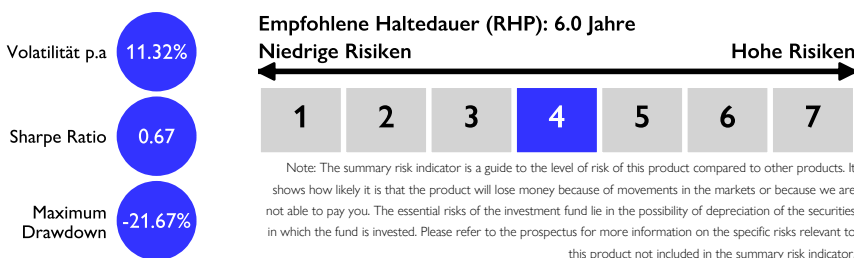 Volatilität p.a
11.32%
Sharpe Ratio
0.67
Maximum
Drawdown
-21.67%
Empfohlene Haltedauer (RHP): 6.0 Jahre
Niedrige Risiken Hohe Risiken
1 2 3 4 5 6 7
Note: The summary risk indicator is a guide to the level of risk of this product compared to other products. It
shows how likely it is that the product will lose money because of movements in the markets or because we are
not able to pay you. The essential risks of the investment fund lie in the possibility of depreciation of the securities
in which the fund is invested. Please refer to the prospectus for more information on the specific risks relevant to
this product not included in the summary risk indicator.